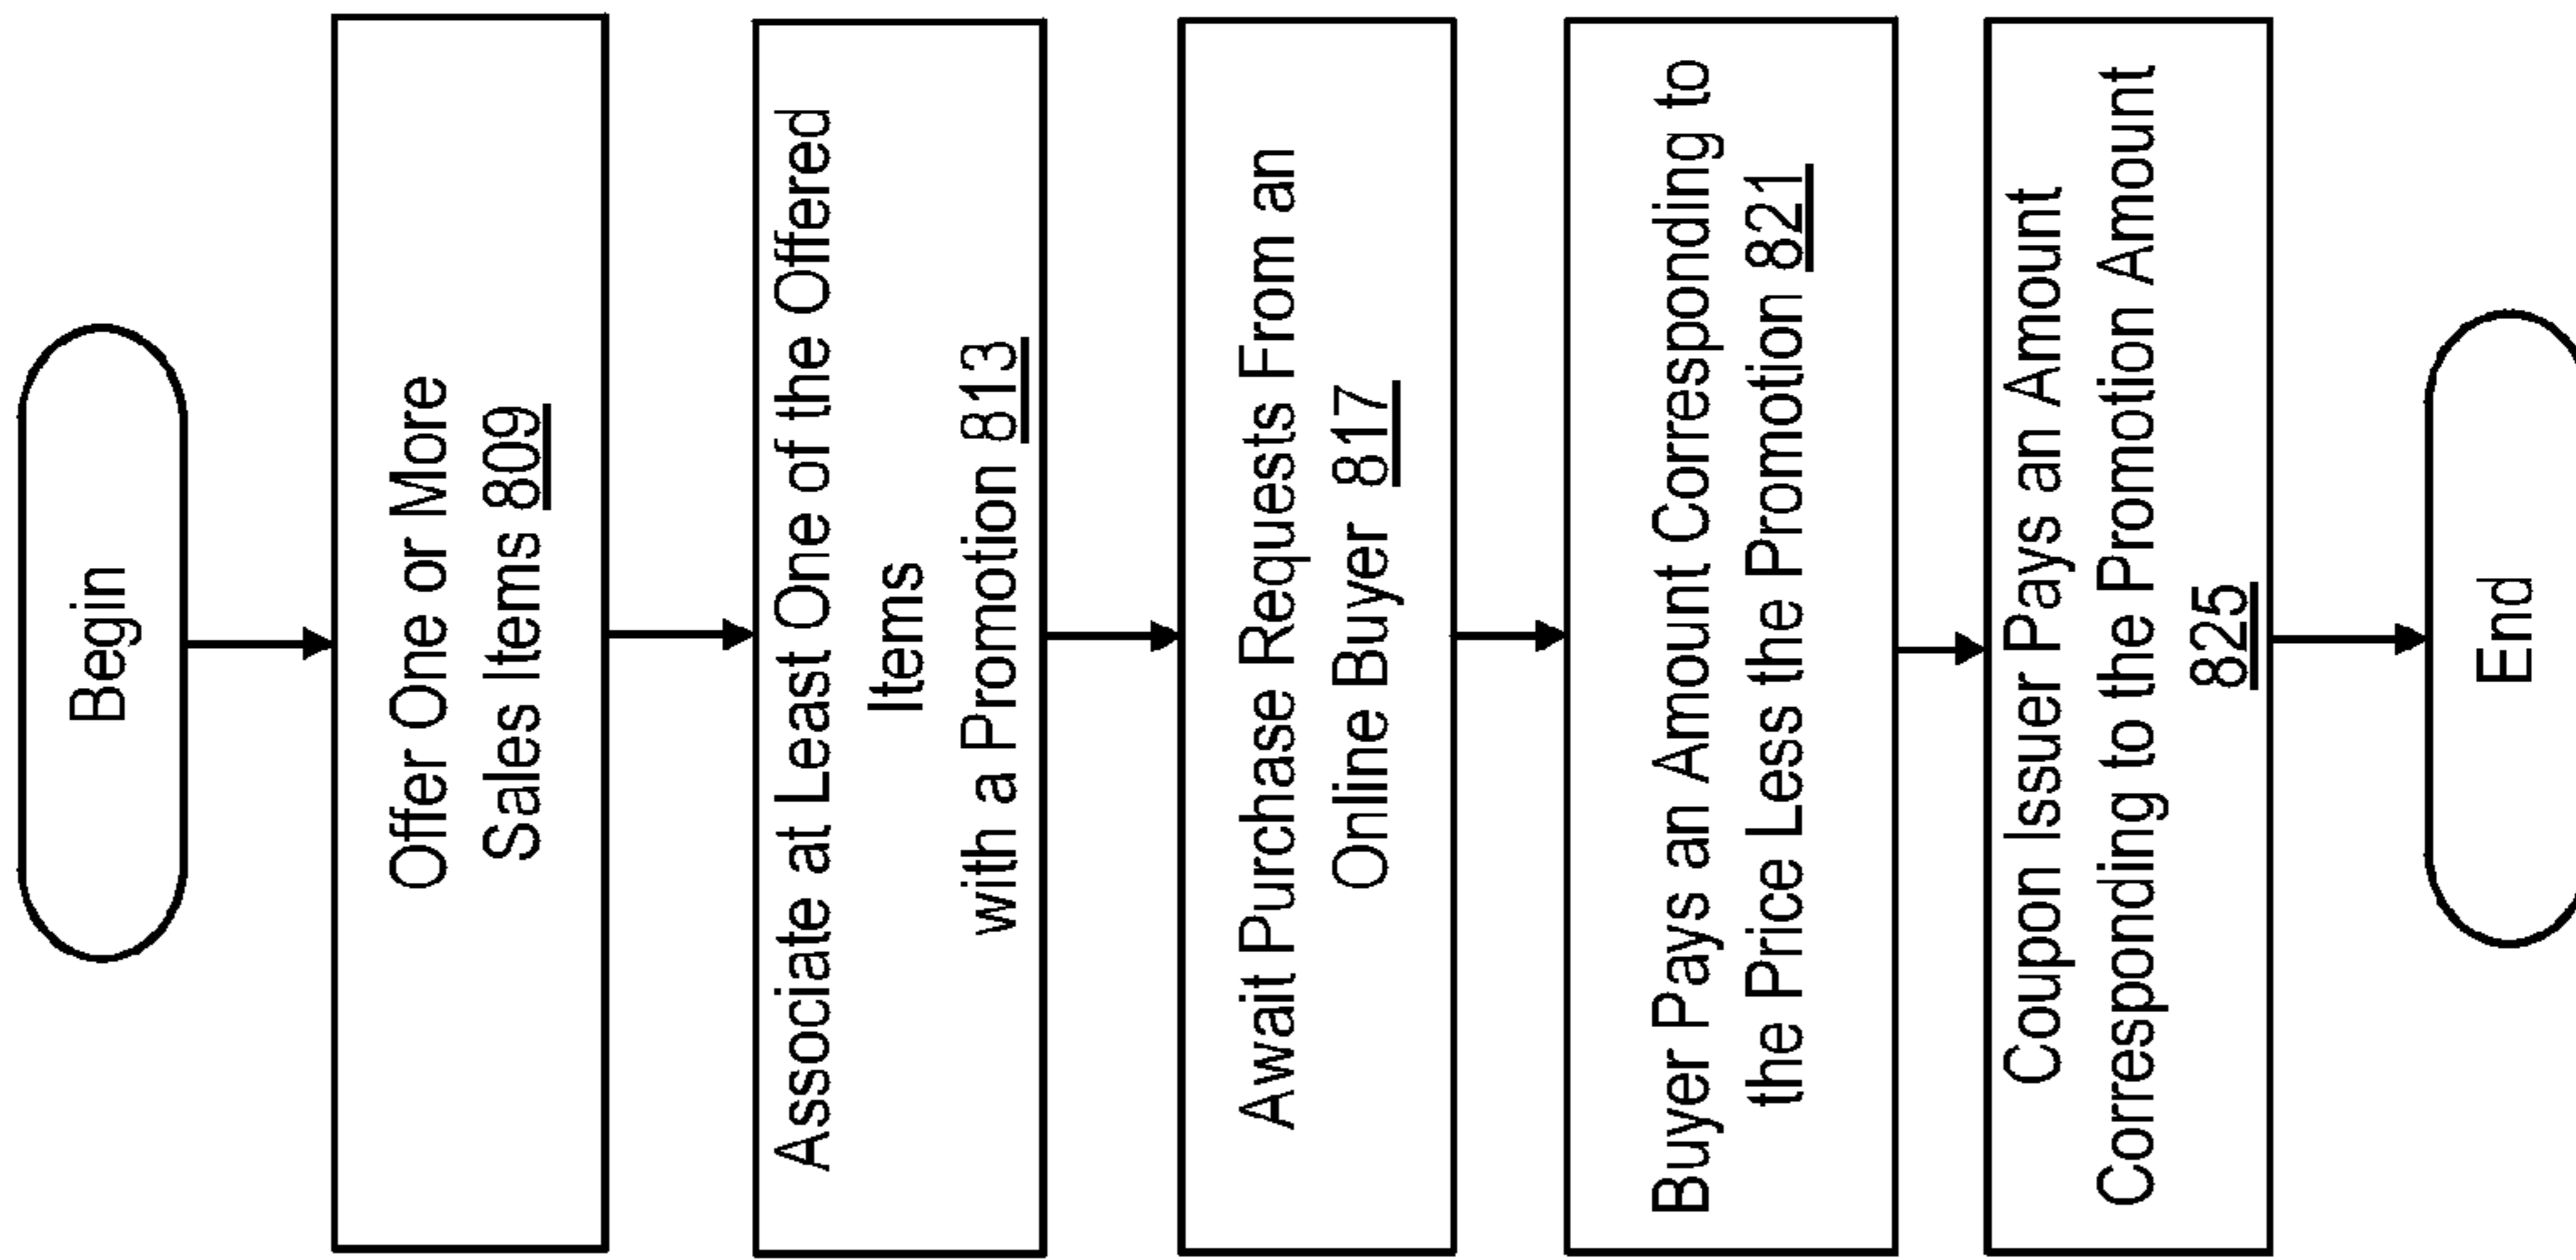 Begin
Offer One or More
Sales Items 809
Associate at Least One of the Offered
Items
with a Promotion 813
Await Purchase Requests From an
Online Buyer 817
Buyer Pays an Amount Corresponding to
the Price Less the Promotion 821
Coupon Issuer Pays an Amount
Corresponding to the Promotion Amount
825
End